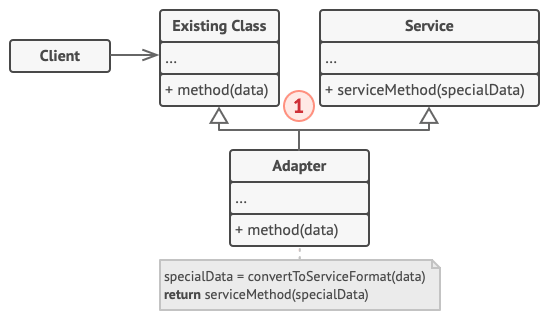 Client
Existing Class
...
+ method(data)
Service
...
+ serviceMethod(specialData)
1
Adapter
...
+ method(data)
specialData = convertToServiceFormat(data)
return serviceMethod(specialData)